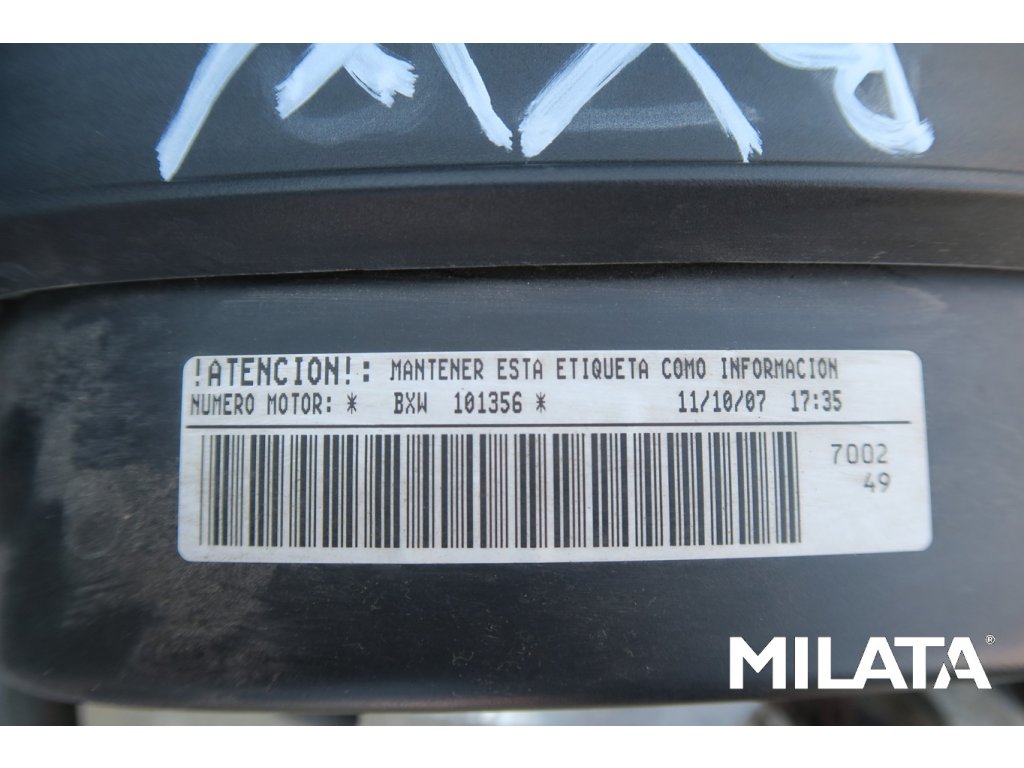 !ATENCION!: MANTENER ESTA ETIQUETA COMO INFORMACION
NUMERO MOTOR: * BXW 101356 * 11/10/07 17:35
7002
49
MILATA®